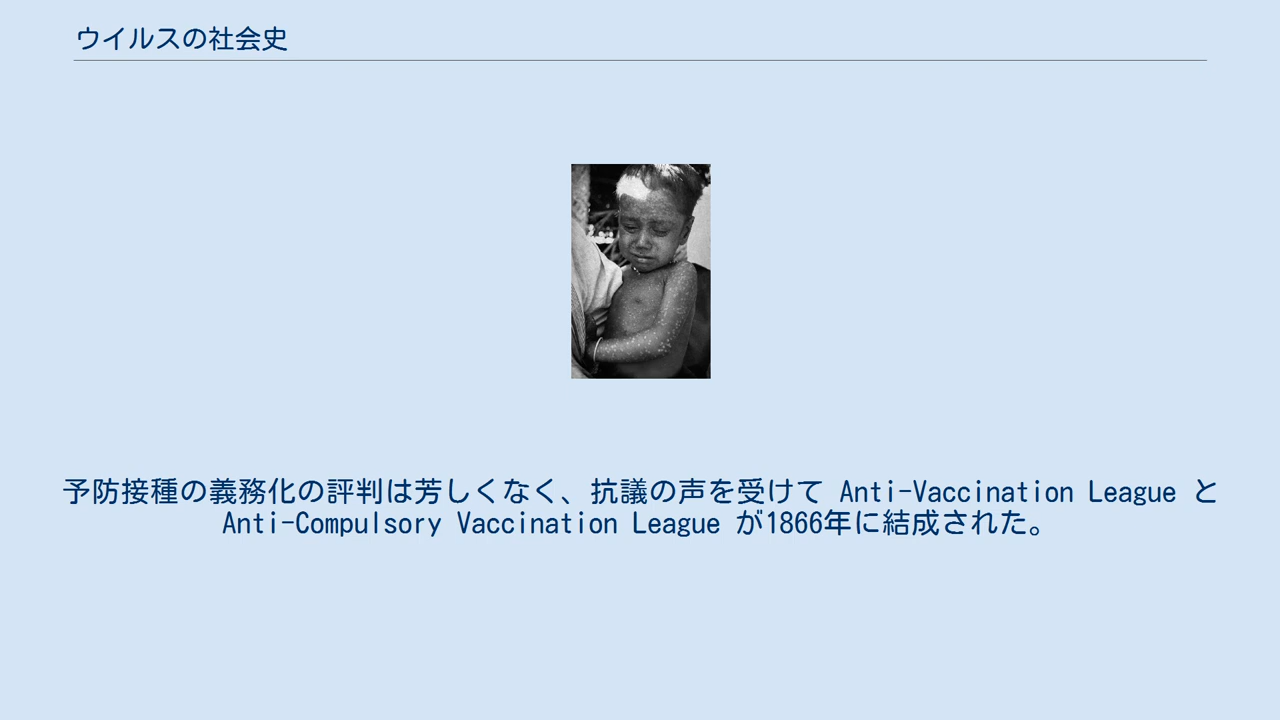 ウイルスの社会史
予防接種の義務化の評判は芳しくなく、抗議の声を受けて Anti-Vaccination League と
Anti-Compulsory Vaccination League が1866年に結成された。